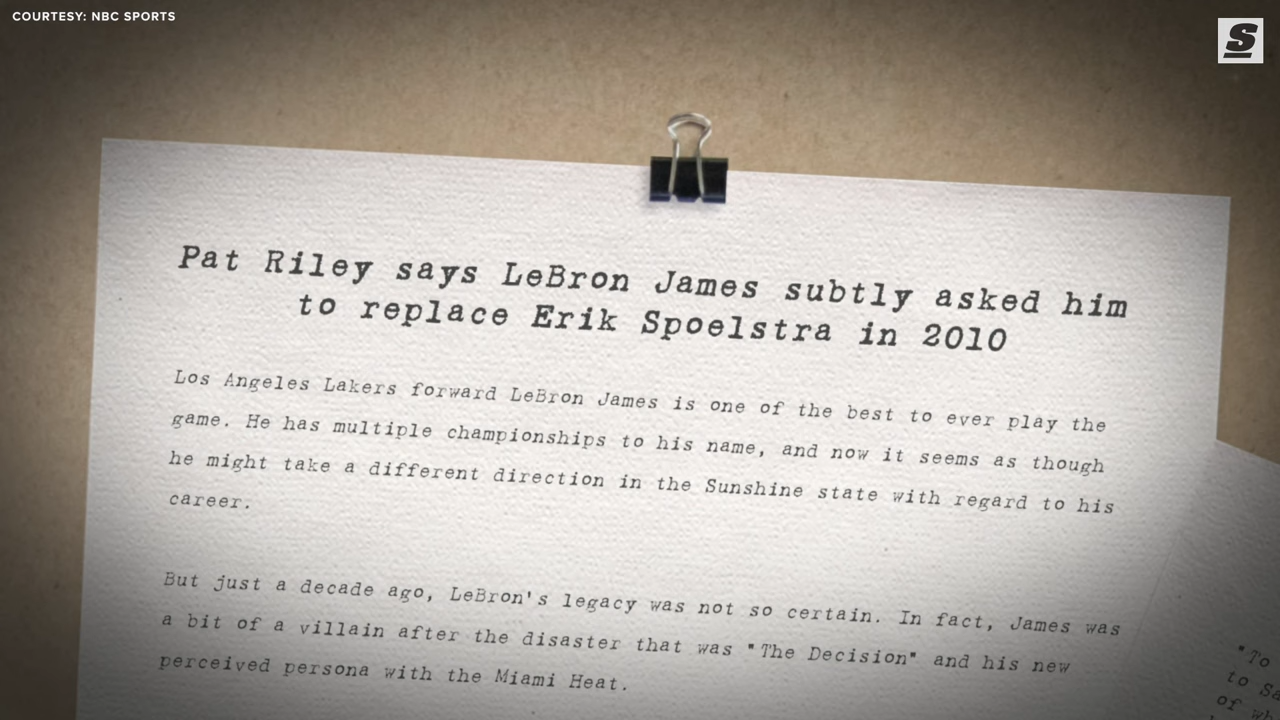 COURTESY: NBC SPORTS
S
Pat Riley says LeBron James subtly asked him
to replace Erik Spoelstra in 2010
Los Angeles Lakers forward LeBron James is one of the best to ever play the
game. He has multiple championships to his name, and now it seems as though
he might take a different direction in the Sunshine state with regard to his
career.
But just a decade ago, LeBron's legacy was not so certain. In fact, James was
a bit of a villain after the disaster that was "The Decision" and his new
perceived persona with the Miami Heat.
"To
to
of